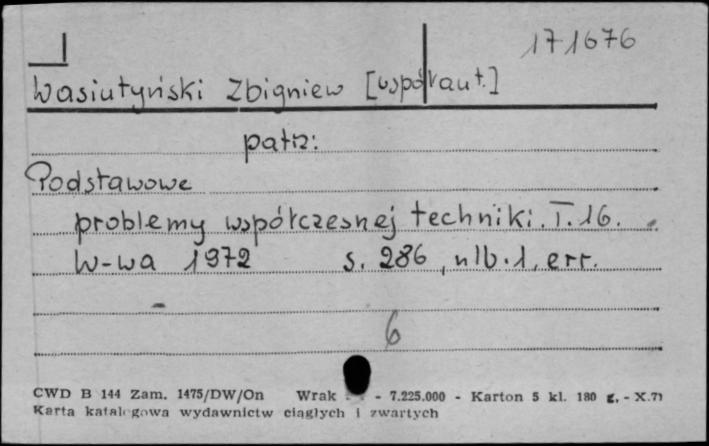 171676
Wasiutyński Zbigniew [współaut.]
patrz:
Podstawowe
problemy współczesnej techniki. T. 16.
W-wa 1972 s. 286, nlb. 1, err.
6
CWD B 144 Zam. 1475/DW/On Wrak - 7.225.000 - Karton 5 kl. 180 g. - X.71
Karta katalogowa wydawnictw ciągłych i zwartych